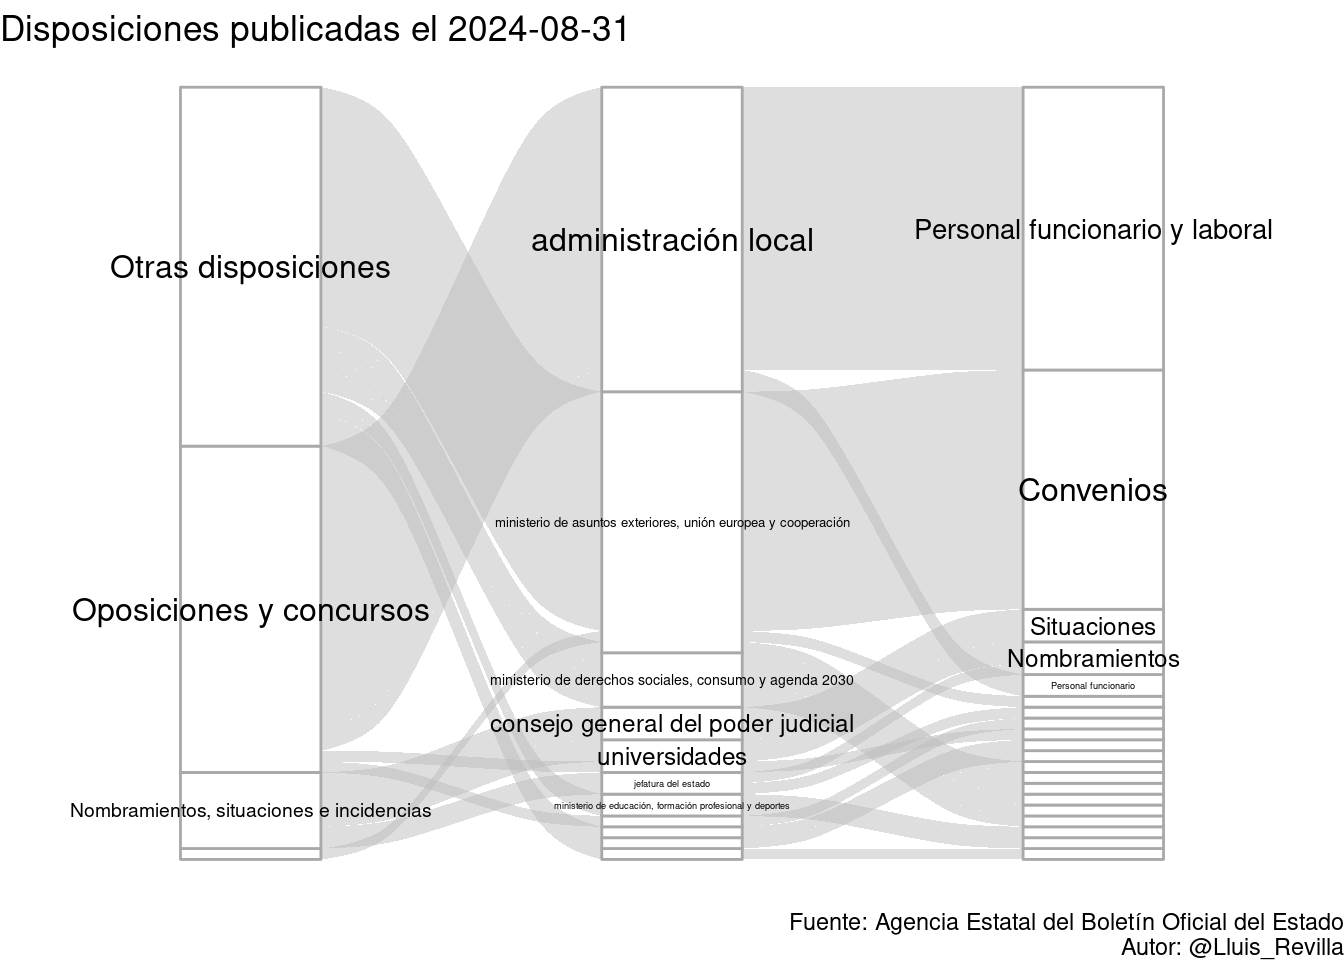 Disposiciones publicadas el 2024-08-31
Otras disposiciones
Oposiciones y concursos
Nombramientos, situaciones e incidencias
administración local
ministerio de asuntos exteriores, unión europea y cooperación
ministerio de derechos sociales, consumo y agenda 2030
consejo general del poder judicial
universidades
jefatura del estado
ministerio de educación, formación profesional y deportes
Personal funcionario y laboral
Convenios
Situaciones
Nombramientos
Personal funcionario
Fuente: Agencia Estatal del Boletín Oficial del Estado
Autor: @Lluis_Revilla